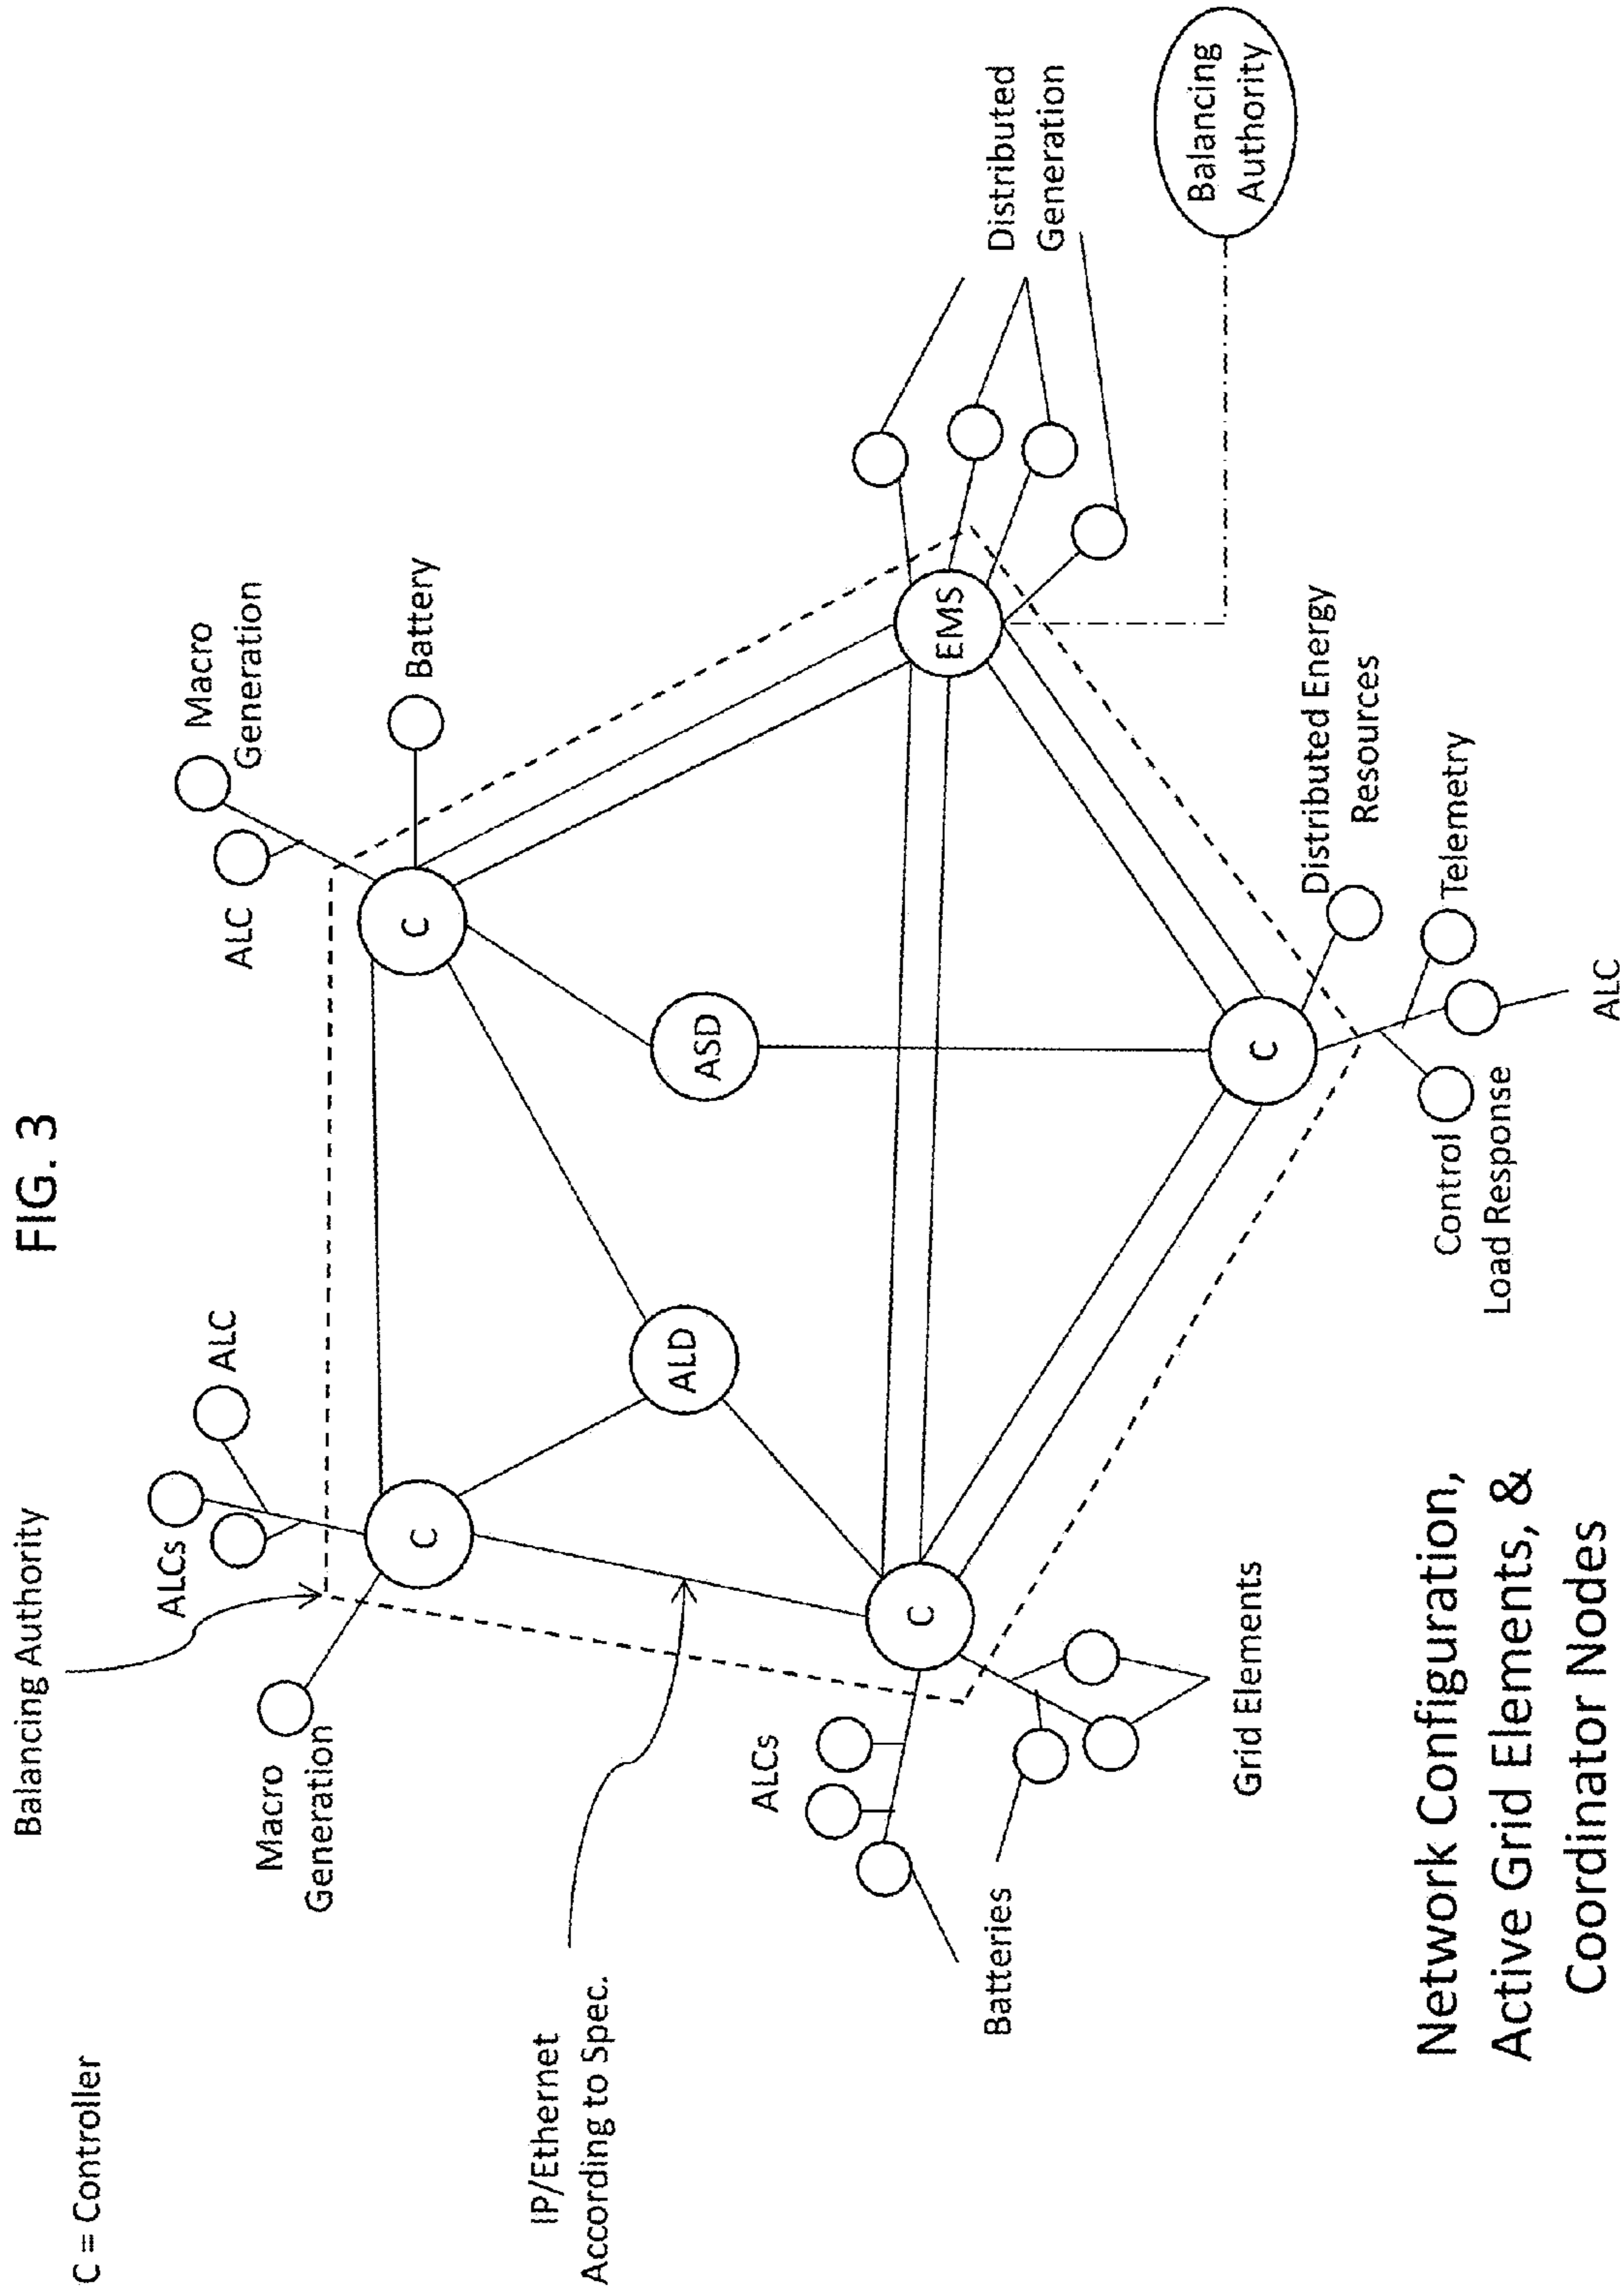 FIG. 3
C = Controller
Balancing Authority
ALCs
ALC
ALC
Macro
Generation
Macro
Generation
C
C
Battery
IP/Ethernet
According to Spec.
ALD
ASD
ALCs
C
EMS
Distributed
Generation
Batteries
Grid Elements
C
Balancing
Authority
Distributed Energy
Resources
Control
Load Response
Telemetry
ALC
Network Configuration,
Active Grid Elements, &
Coordinator Nodes